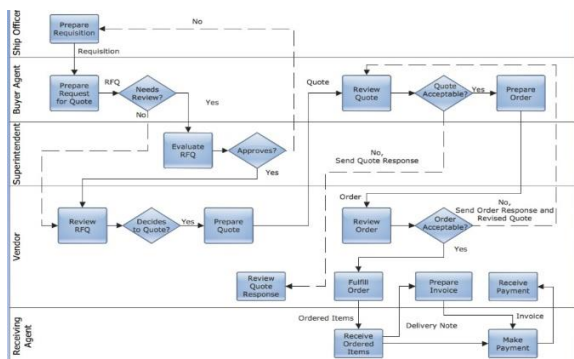 Ship Officer
Prepare
Requisition
No
Requisition
Buyer Agent
Prepare
Request
for Quote
RFQ
Needs
Review?
Yes
No
Quote
Review
Quote
Quote
Acceptable?
Yes
Prepare
Order
Superintendent
Evaluate
RFQ
Approves?
Yes
No,
Send Quote Response
Vendor
Review
RFQ
Decides
to Quote?
Yes
Prepare
Quote
Order
Review
Order
Order
Acceptable?
No,
Send Order Response and
Revised Quote
Yes
Review
Quote
Response
Fulfill
Order
Prepare
Invoice
Receive
Payment
Receiving
Agent
Ordered Items
Receive
Ordered
Items
Delivery Note
Invoice
Make
Payment